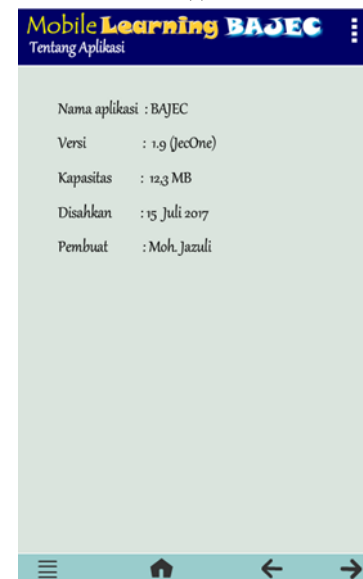 Mobile Learning BAJEC
Tentang Aplikasi
Nama aplikasi : BAJEC
Versi : 1.9 (JecOne)
Kapasitas : 12,3 MB
Disahkan : 15 Juli 2017
Pembuat : Moh. Jazuli